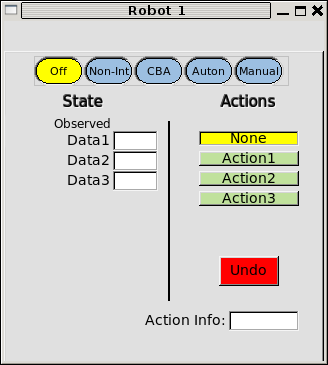 Robot 1
Off Non-Int CBA Auton Manual
State Actions
Observed
Data1 None
Data2 Action1
Data3 Action2
Action3
Undo
Action Info: